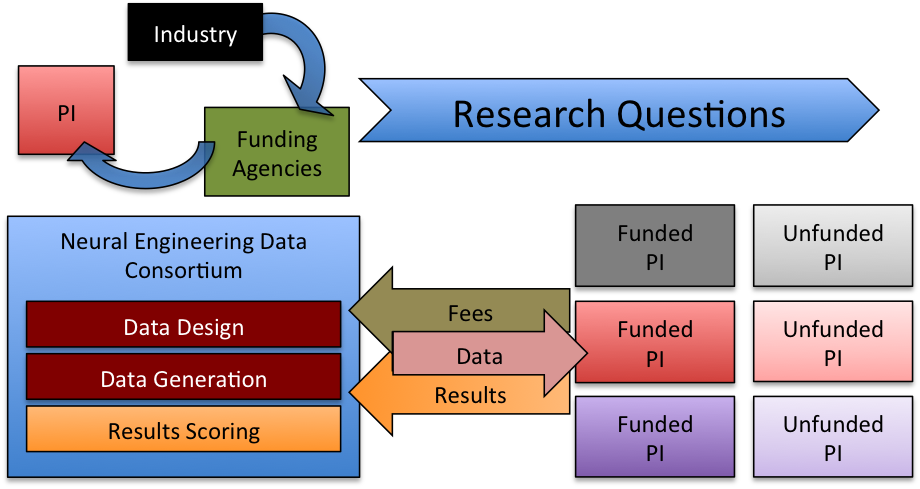 Industry
PI
Funding
Agencies
Research Questions
Neural Engineering Data
Consortium
Data Design
Data Generation
Results Scoring
Fees
Data
Results
Funded
PI
Unfunded
PI
Funded
PI
Unfunded
PI
Funded
PI
Unfunded
PI